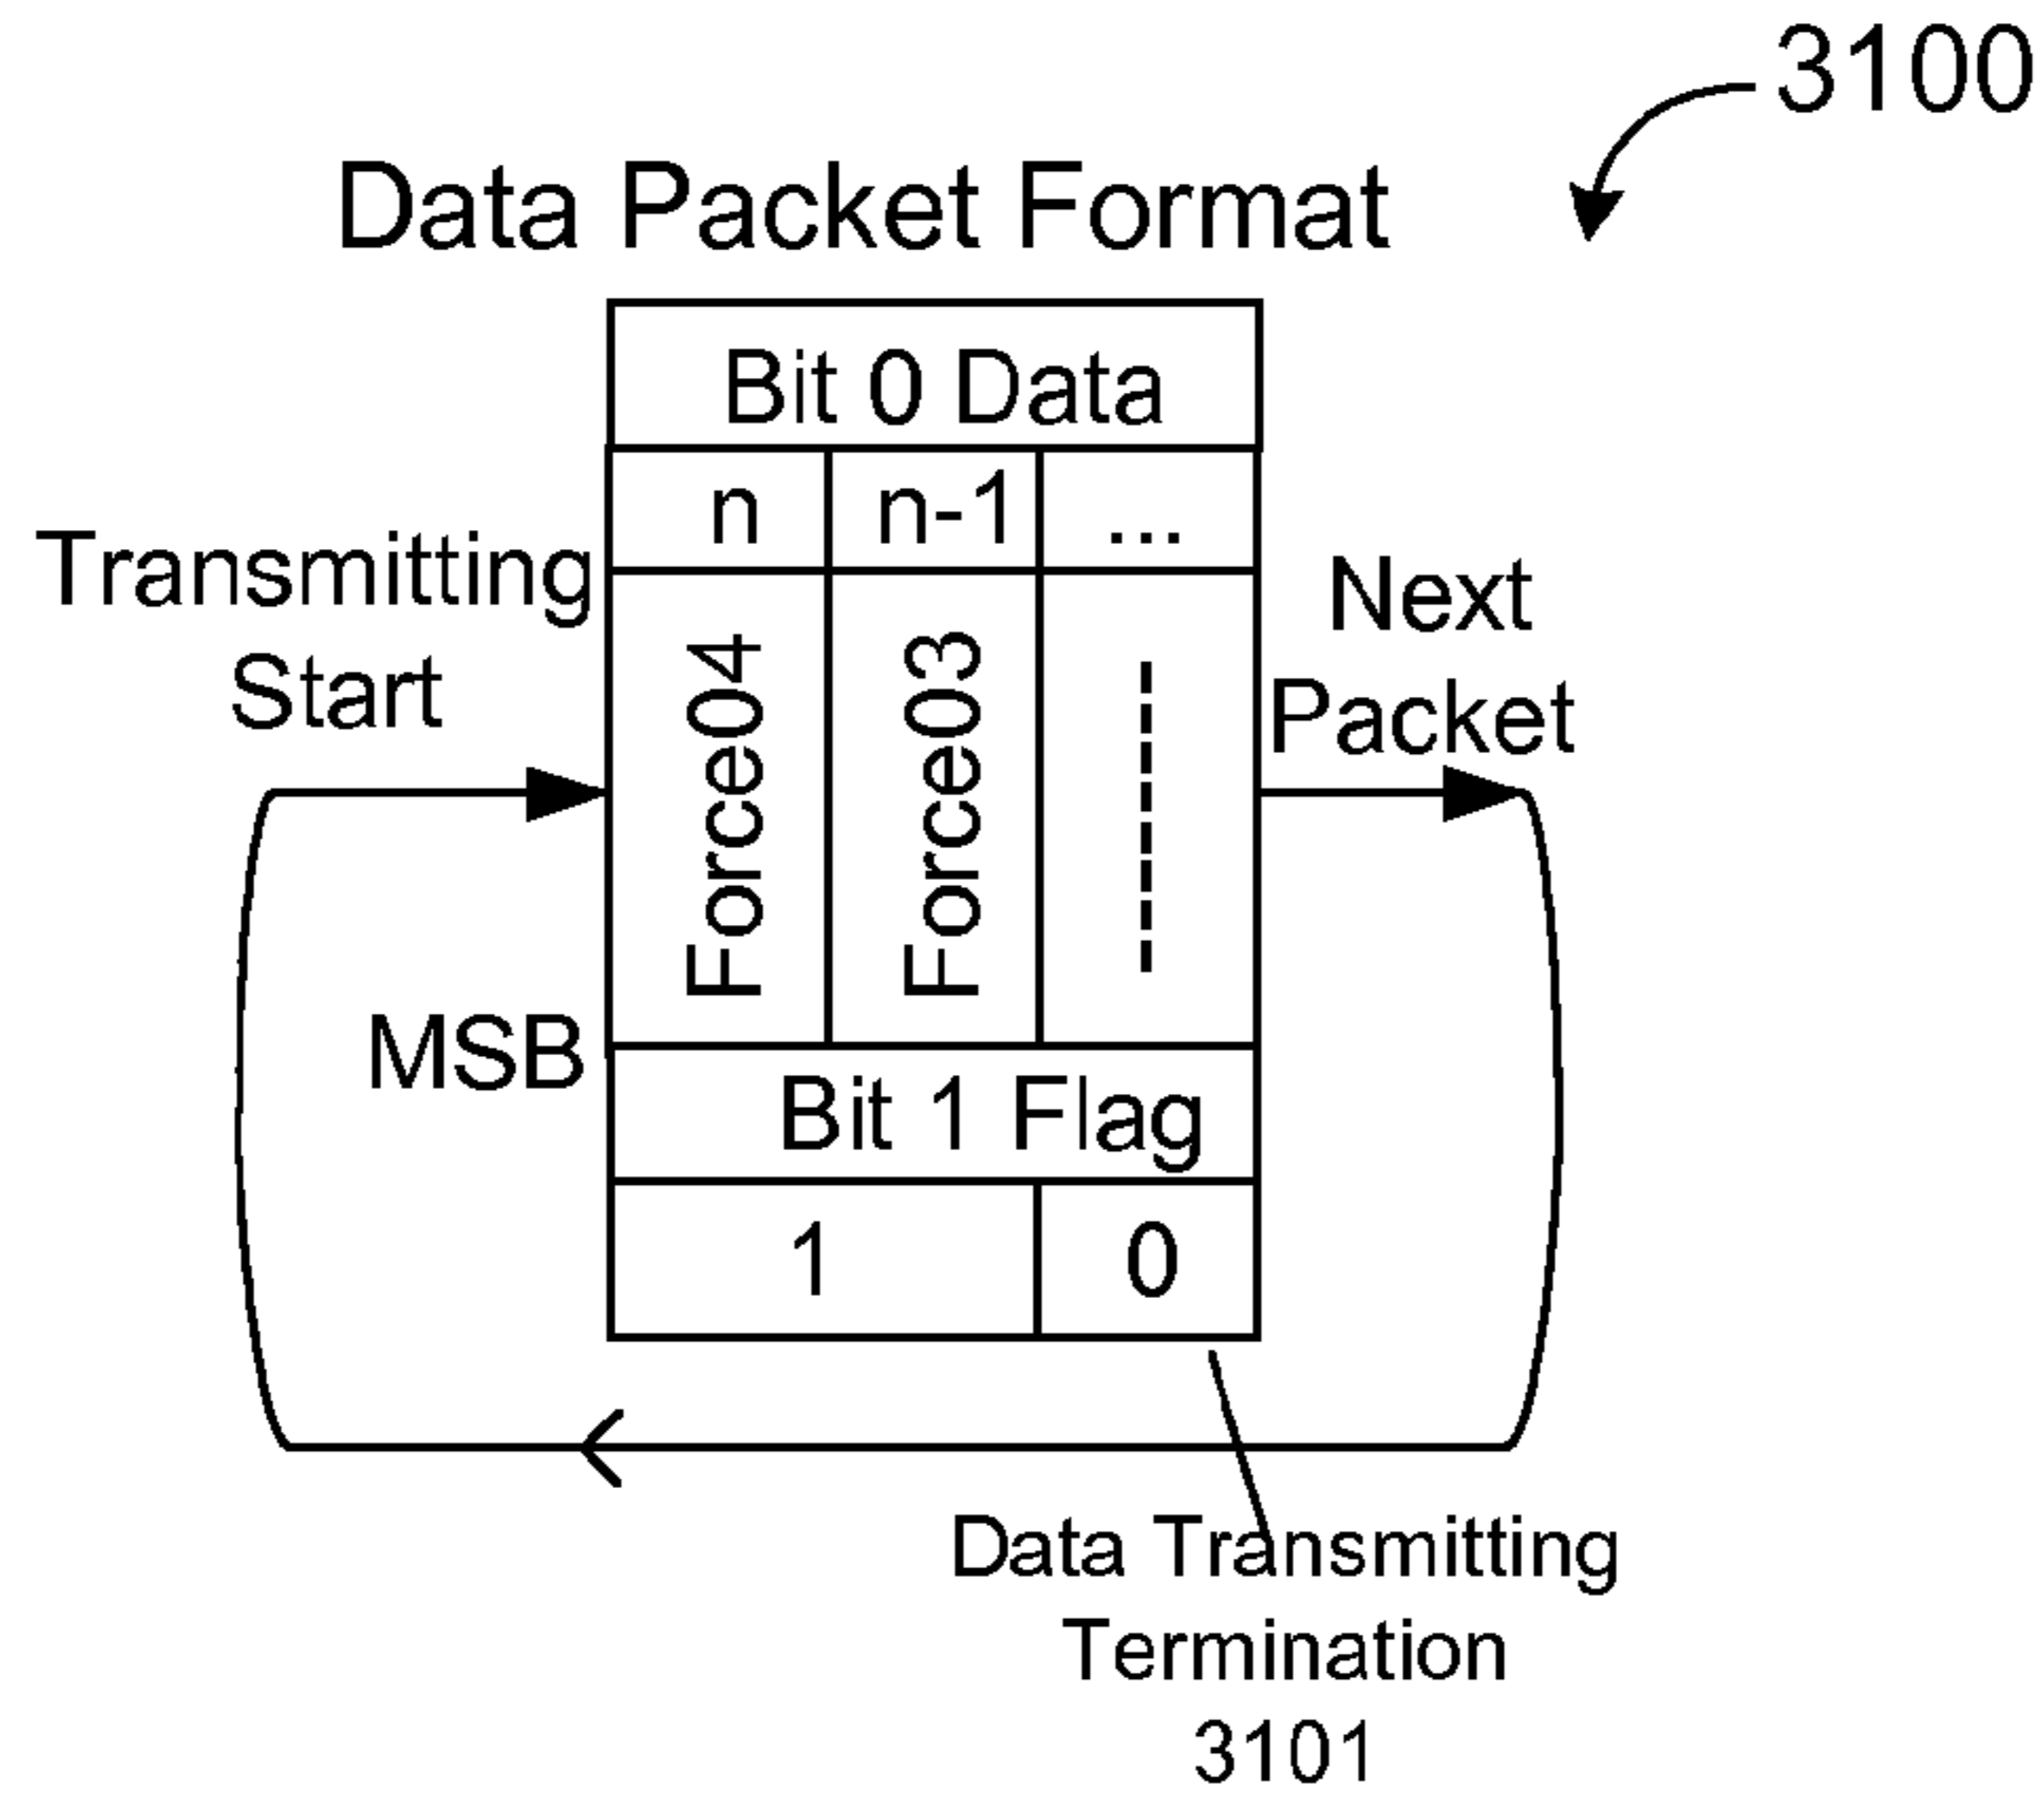 3100
Data Packet Format
Bit 0 Data
n n-1 ...
Transmitting
Start
Force04 Force03
Next
Packet
MSB
Bit 1 Flag
1 0
Data Transmitting
Termination
3101